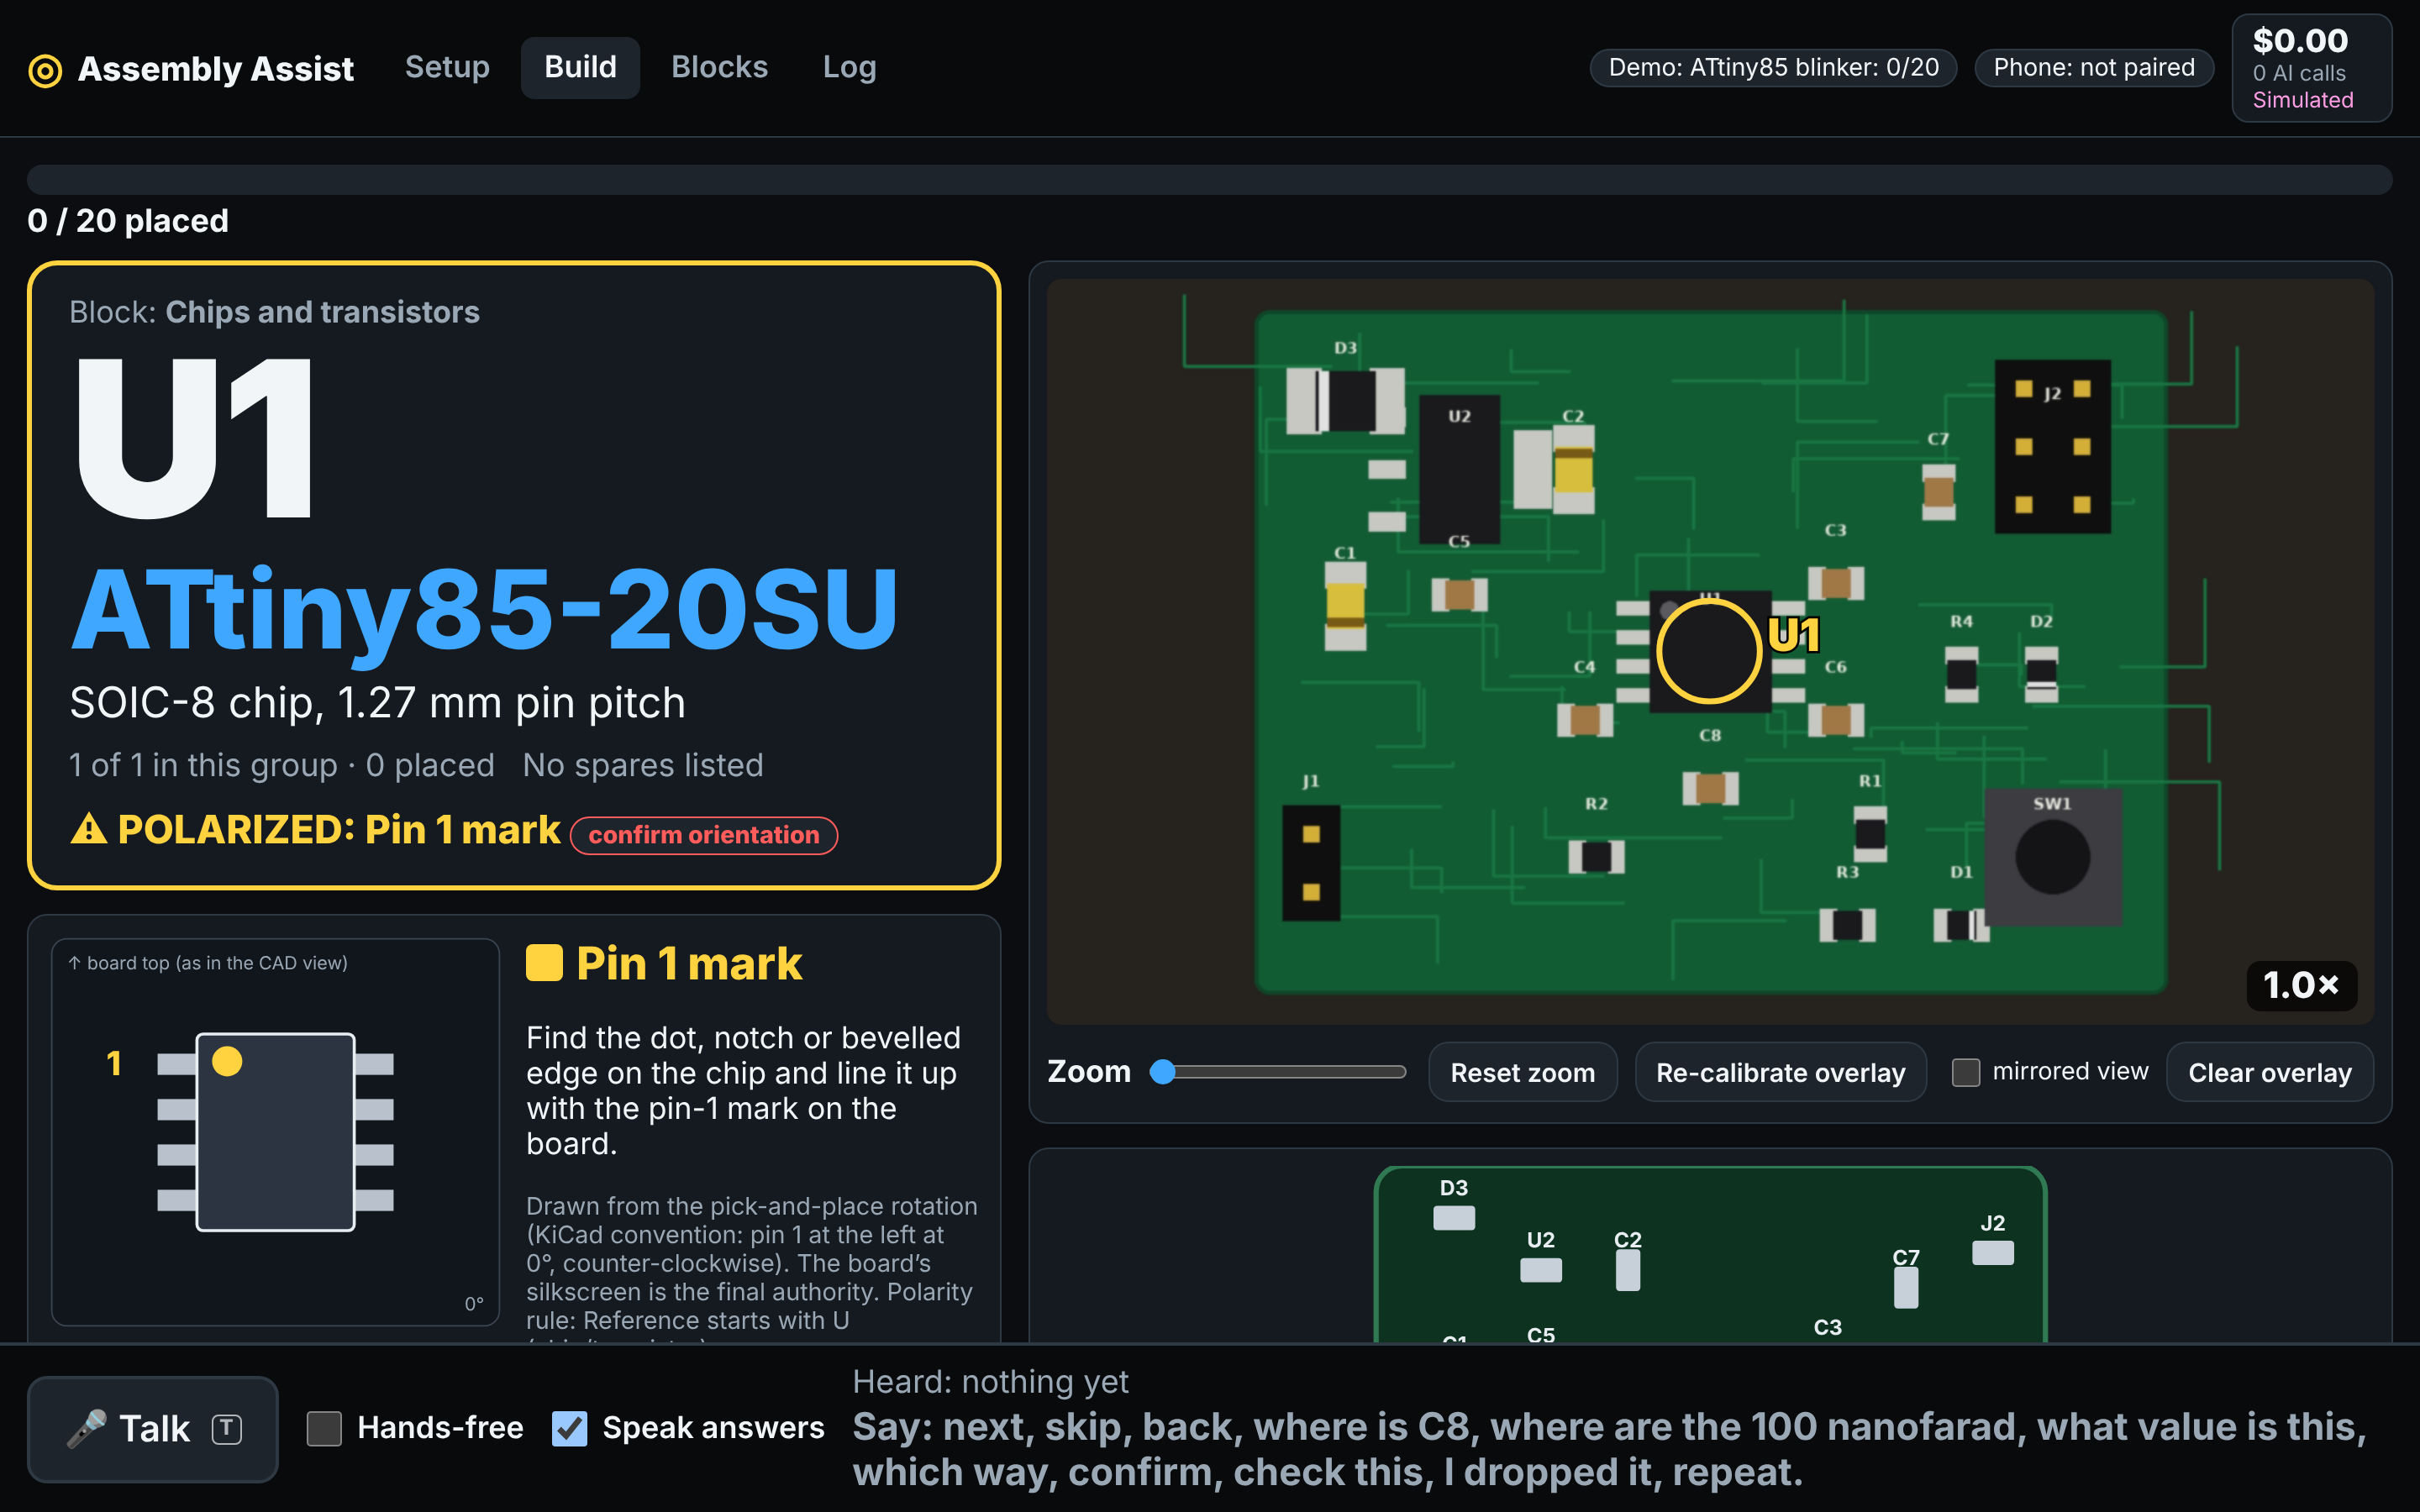 Assembly Assist
Setup
Build
Blocks
Log
Demo: ATtiny85 blinker: 0/20
Phone: not paired
$0.00
0 AI calls
Simulated
0 / 20 placed
Block: Chips and transistors
U1
ATtiny85-20SU
SOIC-8 chip, 1.27 mm pin pitch
1 of 1 in this group · 0 placed No spares listed
⚠ POLARIZED: Pin 1 mark
confirm orientation
↑ board top (as in the CAD view)
1
0°
Pin 1 mark
Find the dot, notch or bevelled
edge on the chip and line it up
with the pin-1 mark on the
board.
Drawn from the pick-and-place rotation
(KiCad convention: pin 1 at the left at
0°, counter-clockwise). The board's
silkscreen is the final authority. Polarity
rule: Reference starts with U
D3
U2
C2
J2
C7
C5
C1
C3
U1
U1
R4
D2
C4
C6
C8
J1
R2
R1
SW1
R3
D1
1.0×
Zoom
Reset zoom
Re-calibrate overlay
mirrored view
Clear overlay
D3
U2
C2
J2
C7
C3
C5
C1
Talk T
Hands-free
Speak answers
Heard: nothing yet
Say: next, skip, back, where is C8, where are the 100 nanofarad, what value is this,
which way, confirm, check this, I dropped it, repeat.